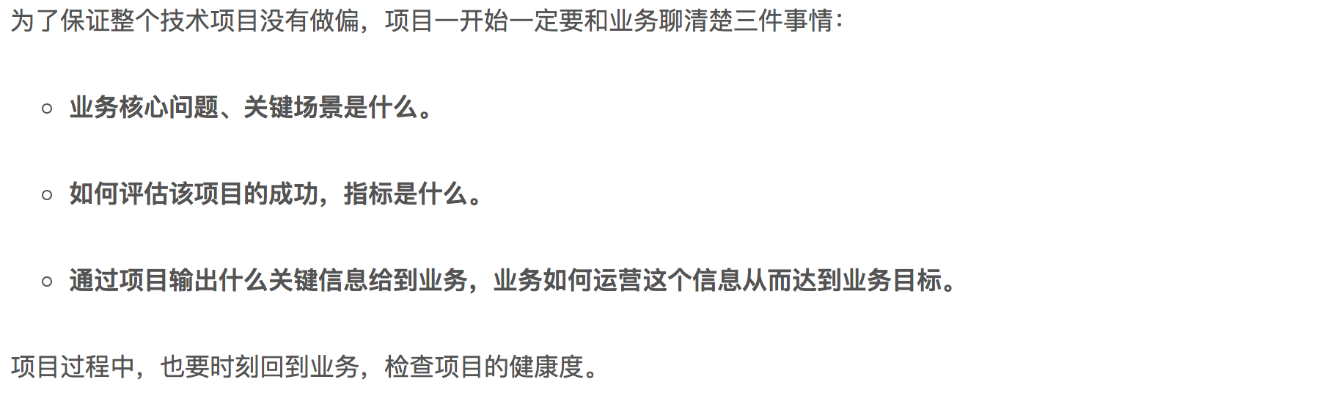 为了保证整个技术项目没有做偏，项目一开始一定要和业务聊清楚三件事情：
业务核心问题、关键场景是什么。
如何评估该项目的成功，指标是什么。
通过项目输出什么关键信息给到业务，业务如何运营这个信息从而达到业务目标。
项目过程中，也要时刻回到业务，检查项目的健康度。